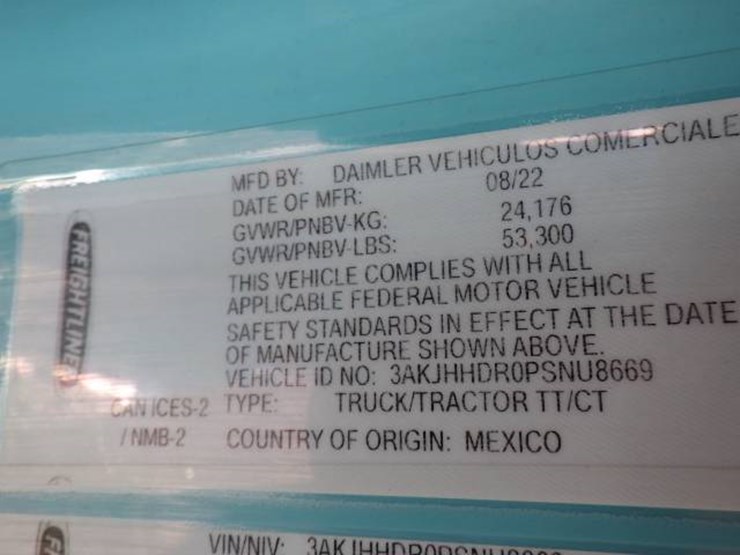 MFD BY: DAIMLER VEHICULOS COMERCIALE
DATE OF MFR: 08/22
GVWR/PNBV-KG: 24,176
GVWR/PNBV-LBS: 53,300
THIS VEHICLE COMPLIES WITH ALL
APPLICABLE FEDERAL MOTOR VEHICLE
SAFETY STANDARDS IN EFFECT AT THE DATE
OF MANUFACTURE SHOWN ABOVE.
VEHICLE ID NO: 3AKJHHDR0PSNU8669
TYPE: TRUCK/TRACTOR TT/CT
COUNTRY OF ORIGIN: MEXICO
FREIGHTLINER
CAN ICES-2
/ NMB-2
VIN/NIV: